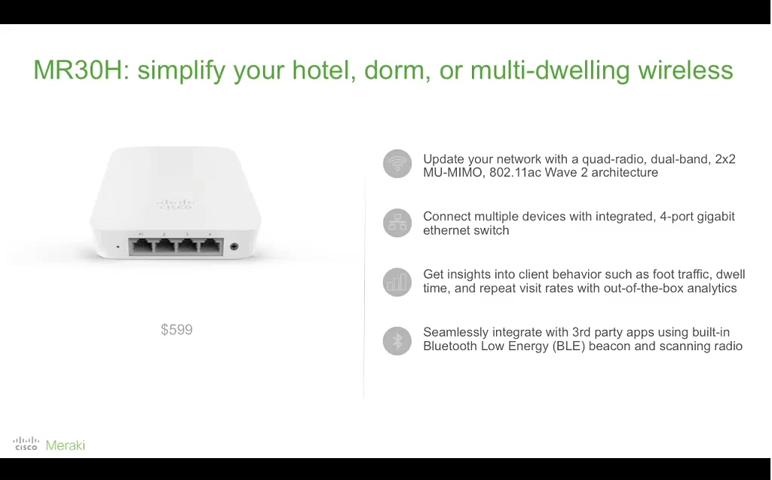 MR30H: simplify your hotel, dorm, or multi-dwelling wireless
Update your network with a quad-radio, dual-band, 2x2
MU-MIMO, 802.11ac Wave 2 architecture
Connect multiple devices with integrated, 4-port gigabit
ethernet switch
Get insights into client behavior such as foot traffic, dwell
time, and repeat visit rates with out-of-the-box analytics
Seamlessly integrate with 3rd party apps using built-in
Bluetooth Low Energy (BLE) beacon and scanning radio
CISCO
$599
CISCO Meraki